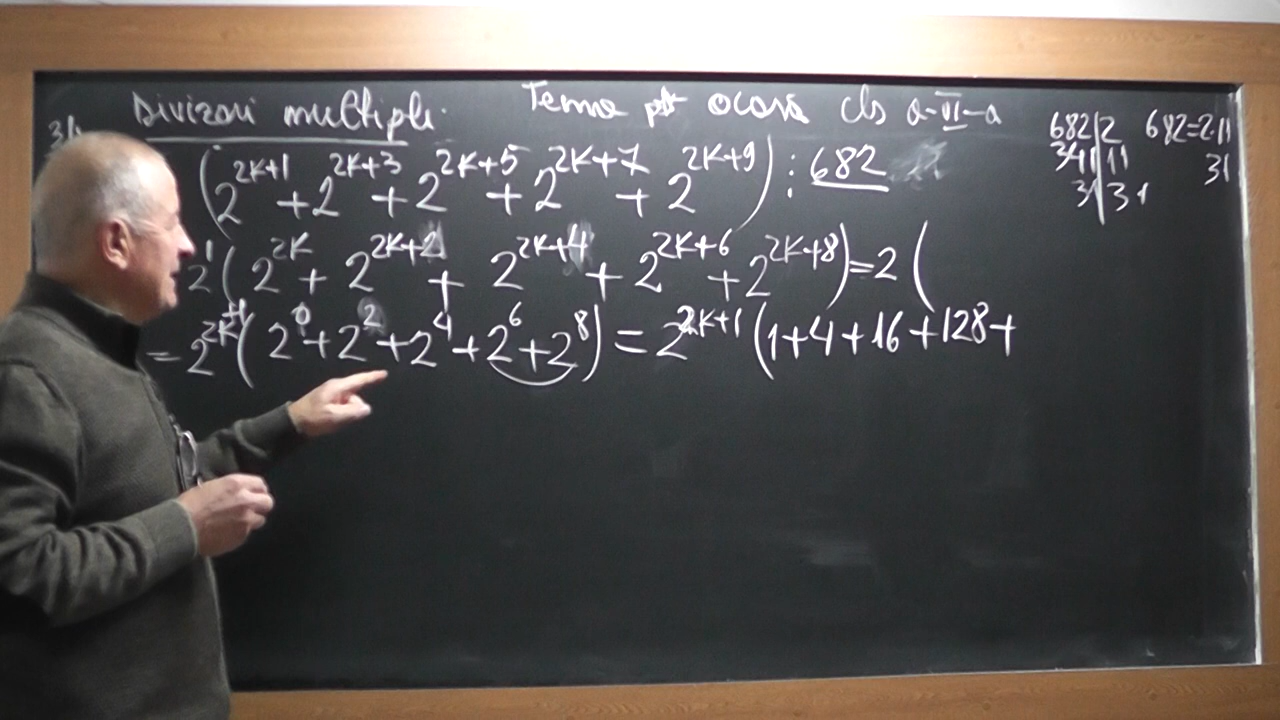 Divizori multipli. Tema pt acasă cls a-VI-a
3/
(2^{2K+1} + 2^{2K+3} + 2^{2K+5} + 2^{2K+7} + 2^{2K+9}) : 682
2^1(2^{2K} + 2^{2K+2} + 2^{2K+4} + 2^{2K+6} + 2^{2K+8}) = 2(
= 2^{2K+1}(2^0 + 2^2 + 2^4 + 2^6 + 2^8) = 2^{2K+1}(1+4+16+128+
682|2 682=2·11
341|11 31
31|31